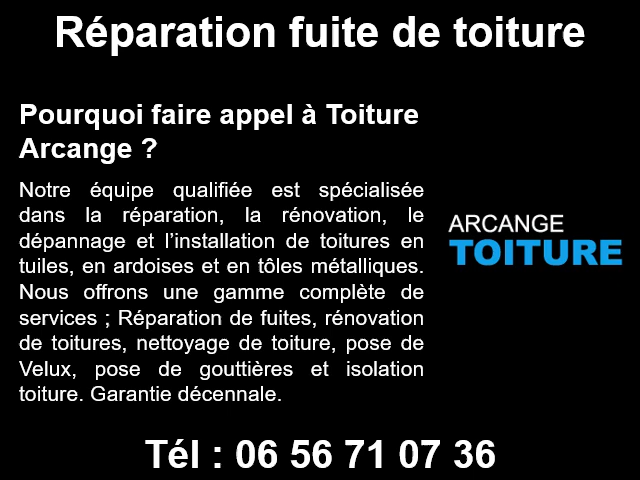 Réparation fuite de toiture
Pourquoi faire appel à Toiture
Arcange ?
Notre équipe qualifiée est spécialisée
dans la réparation, la rénovation, le
dépannage et l’installation de toitures en
tuiles, en ardoises et en tôles métalliques.
Nous offrons une gamme complète de
services ; Réparation de fuites, rénovation
de toitures, nettoyage de toiture, pose de
Velux, pose de gouttières et isolation
toiture. Garantie décennale.
ARCANGE
TOITURE
Tél : 06 56 71 07 36